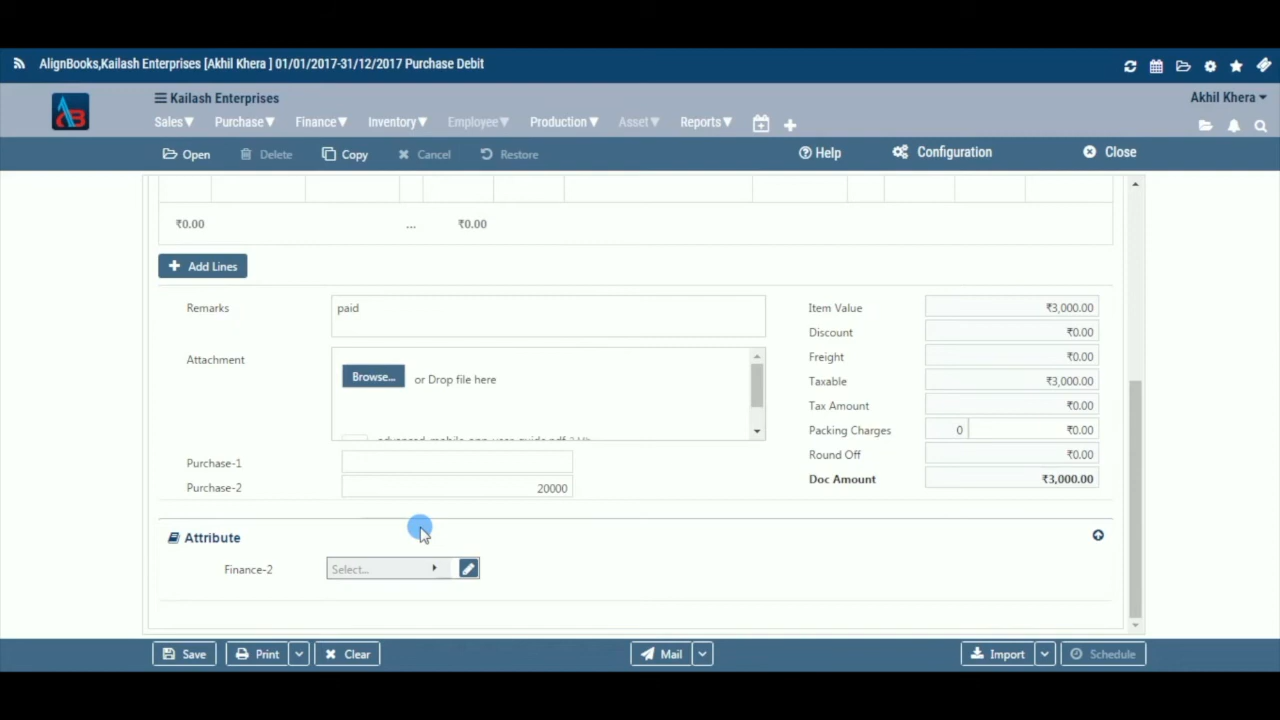 AlignBooks,Kailash Enterprises [Akhil Khera ] 01/01/2017-31/12/2017 Purchase Debit
Kailash Enterprises
Akhil Khera
Sales Purchase Finance Inventory Employee Production Asset Reports
Open Delete Copy Cancel Restore Help Configuration Close
₹0.00 ... ₹0.00
+ Add Lines
Remarks paid
Item Value ₹3,000.00
Discount ₹0.00
Attachment
Browse... or Drop file here
Freight ₹0.00
Taxable ₹3,000.00
Tax Amount ₹0.00
Packing Charges 0 ₹0.00
Round Off ₹0.00
Doc Amount ₹3,000.00
Purchase-1
Purchase-2 20000
Attribute
Finance-2 Select...
Save Print Clear Mail Import Schedule